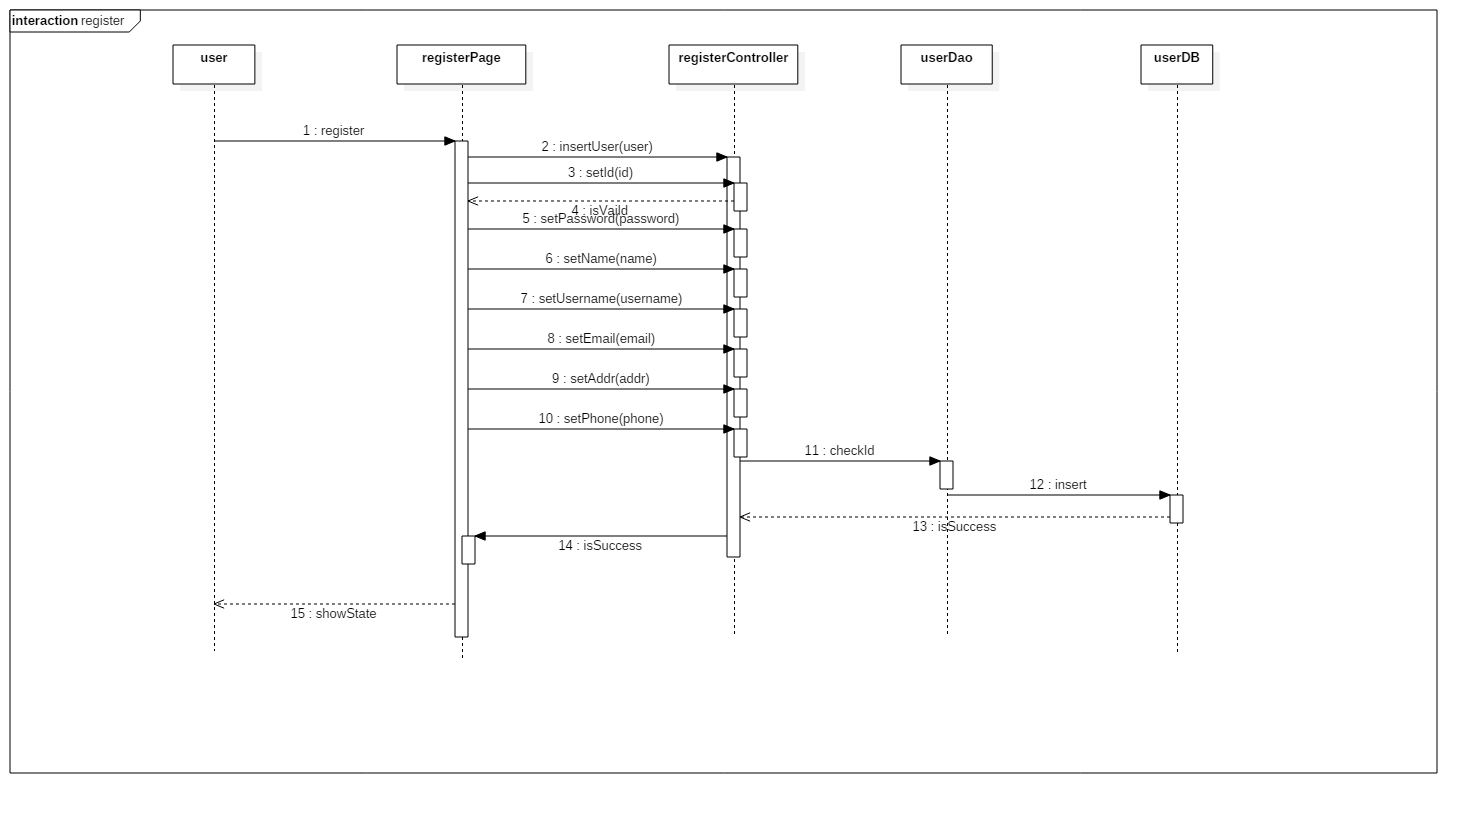 interaction register
user
registerPage
registerController
userDao
userDB
1 : register
2 : insertUser(user)
3 : setId(id)
4 : isVaild
5 : setPassword(password)
6 : setName(name)
7 : setUsername(username)
8 : setEmail(email)
9 : setAddr(addr)
10 : setPhone(phone)
11 : checkId
12 : insert
13 : isSuccess
14 : isSuccess
15 : showState